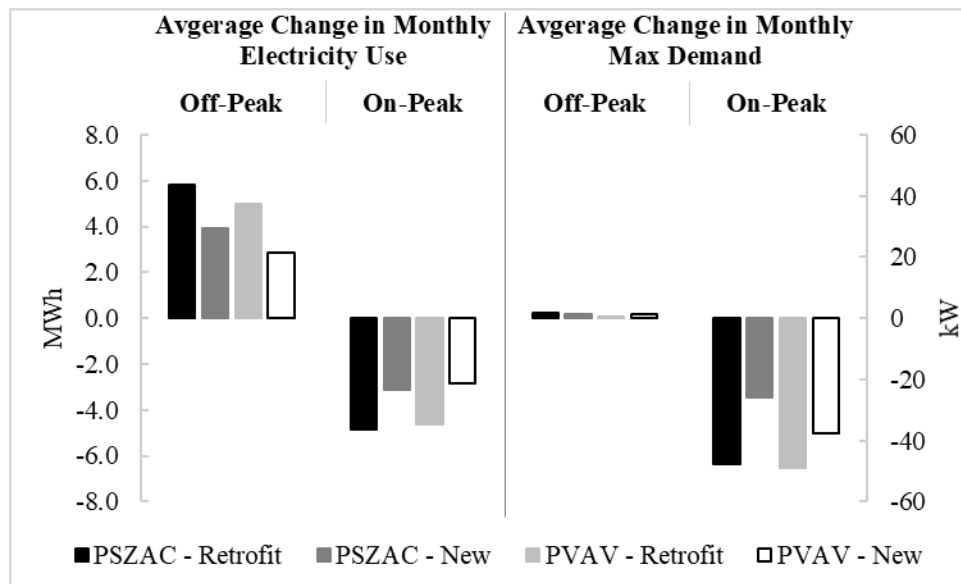 Avgerage Change in Monthly
Electricity Use
Avgerage Change in Monthly
Max Demand
Off-Peak
On-Peak
Off-Peak
On-Peak
8.0
6.0
4.0
2.0
0.0
-2.0
-4.0
-6.0
-8.0
MWh
60
40
20
0
-20
-40
-60
kW
PSZAC - Retrofit
PSZAC - New
PVAV - Retrofit
PVAV - New